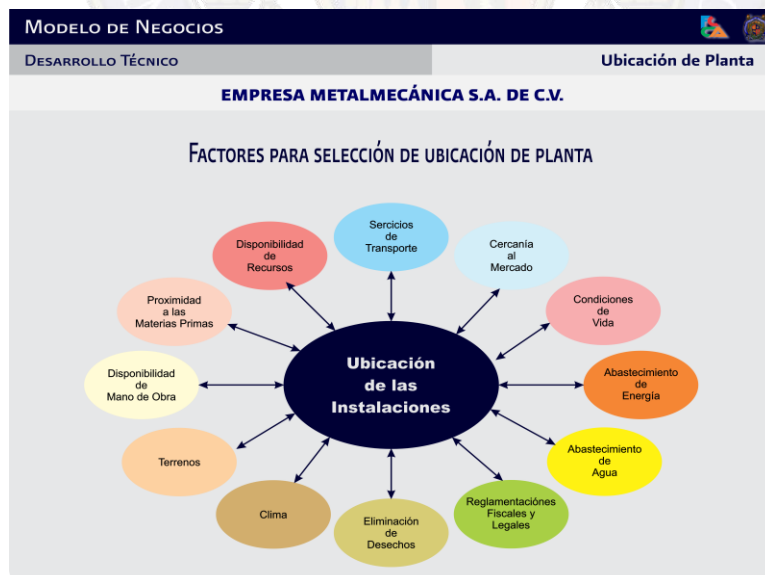 MODELO DE NEGOCIOS
DESARROLLO TÉCNICO
Ubicación de Planta
EMPRESA METALMECÁNICA S.A. DE C.V.
FACTORES PARA SELECCIÓN DE UBICACIÓN DE PLANTA
Sercicios
de
Transporte
Cercanía
al
Mercado
Condiciones
de
Vida
Abastecimiento
de
Energía
Abastecimiento
de
Agua
Reglamentaciónes
Fiscales y
Legales
Eliminación
de
Desechos
Clima
Terrenos
Disponibilidad
de
Mano de Obra
Proximidad
a las
Materias Primas
Disponibilidad
de
Recursos
Ubicación
de las
Instalaciones